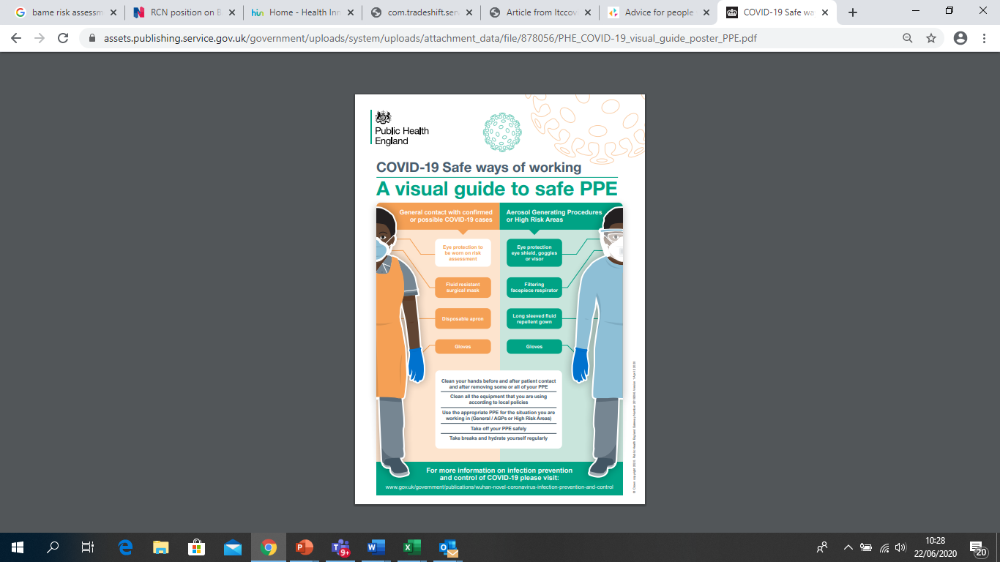 bame risk assessm
RCN position on B
Home - Health Inn
com.tradeshift.ser
Article from ltccov
Advice for people
COVID-19 Safe wa
assets.publishing.service.gov.uk/government/uploads/system/uploads/attachment_data/file/878056/PHE_COVID-19_visual_guide_poster_PPE.pdf
Public Health
England
COVID-19 Safe ways of working
A visual guide to safe PPE
General contact with confirmed
or possible COVID-19 cases
Eye protection to
be worn on risk
assessment
Fluid resistant
surgical mask
Disposable apron
Gloves
Aerosol Generating Procedures
or High Risk Areas
Eye protection
eye shield, goggles
or visor
Filtering
facepiece respirator
Long sleeved fluid
repellent gown
Gloves
Clean your hands before and after patient contact
and after removing some or all of your PPE
Clean all the equipment that you are using
according to local policies
Use the appropriate PPE for the situation you are
working in (General / AGPs or High Risk Areas)
Take off your PPE safely
Take breaks and hydrate yourself regularly
For more information on infection prevention
and control of COVID-19 please visit:
www.gov.uk/government/publications/wuhan-novel-coronavirus-infection-prevention-and-control
© Crown copyright 2020. Public Health England Gateway Number
9+
10:28
22/06/2020
20